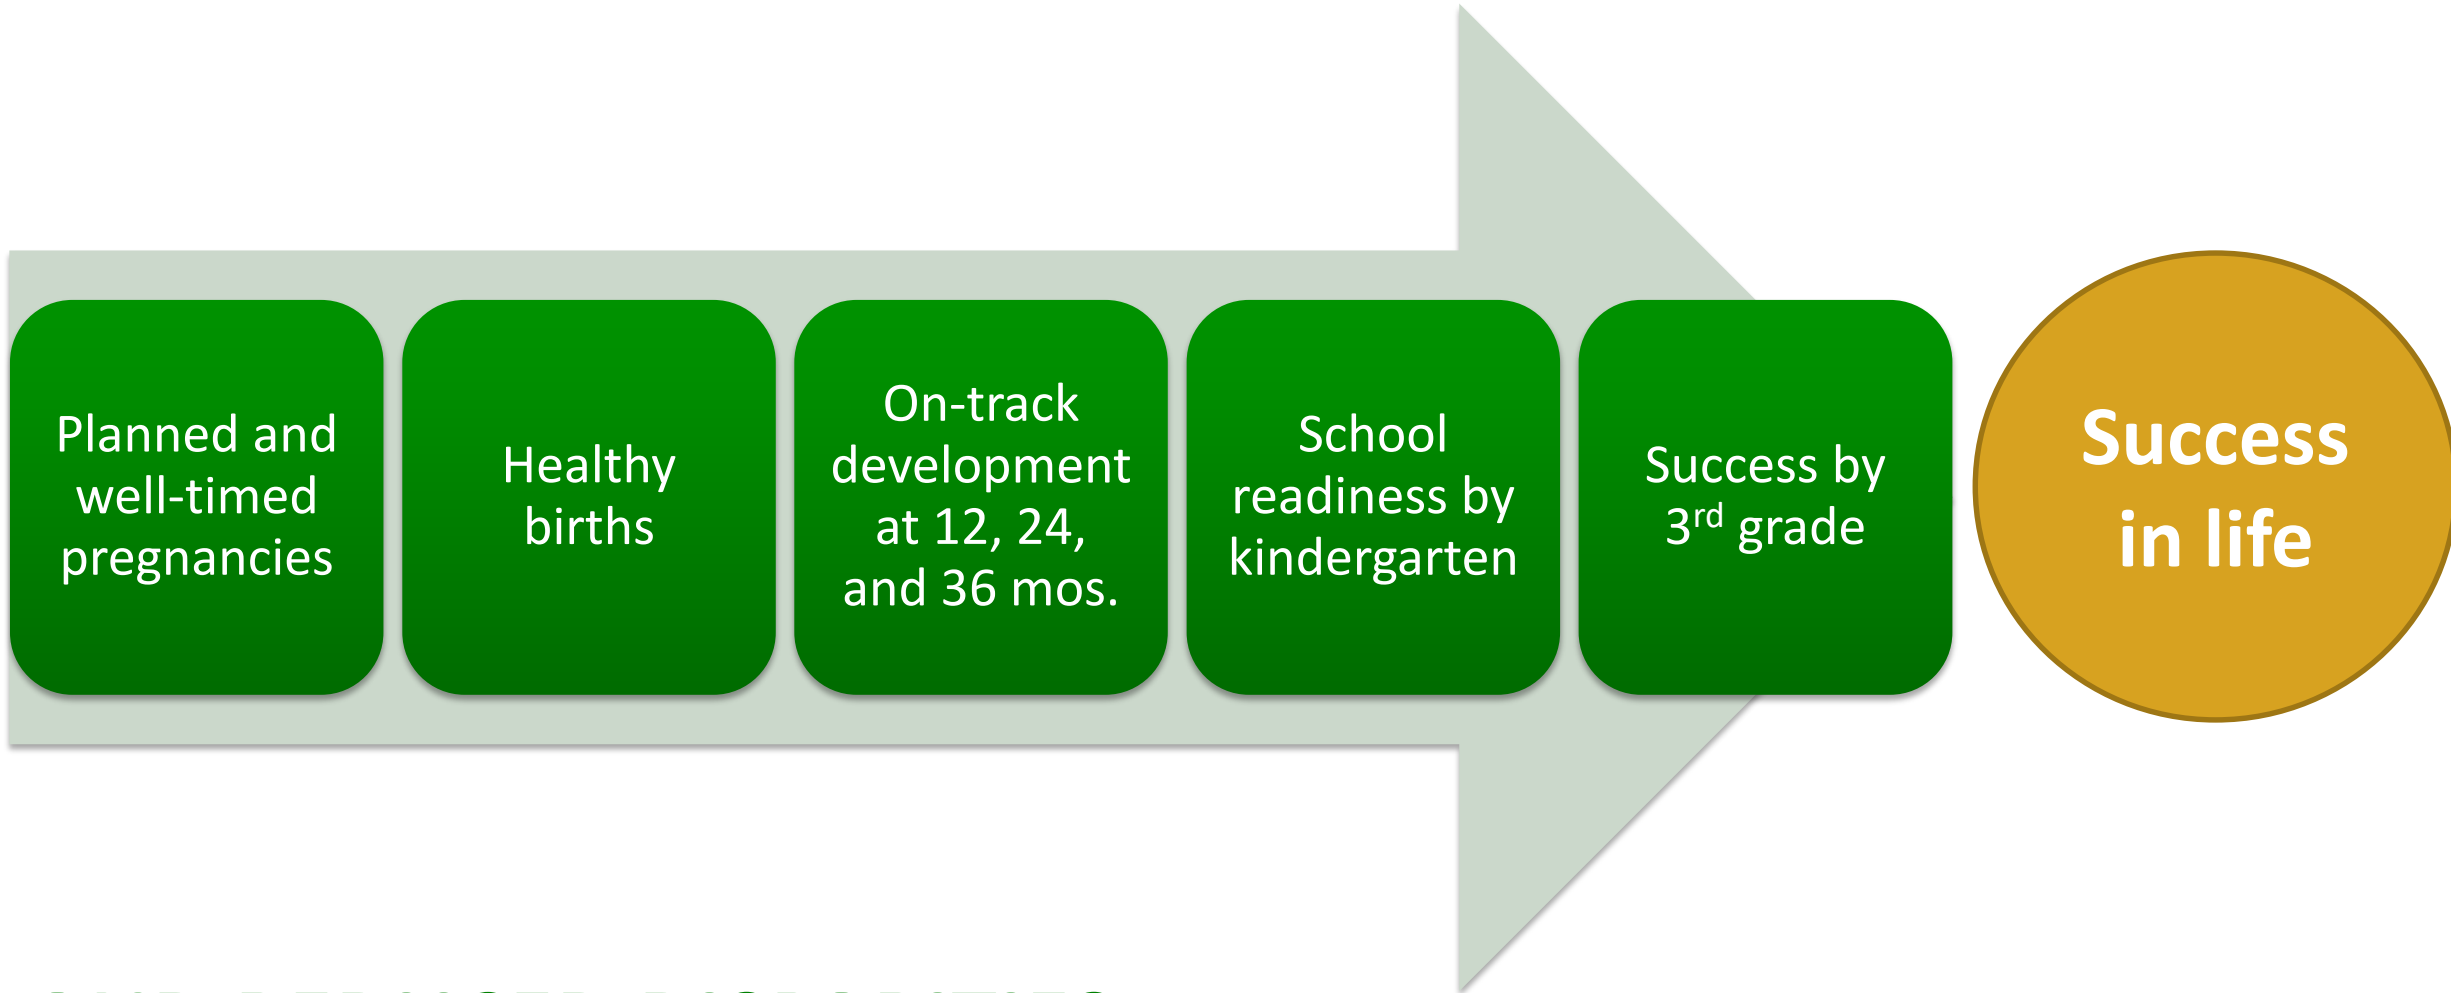 Planned and
well-timed
pregnancies
Healthy
births
On-track
development
at 12, 24,
and 36 mos.
School
readiness by
kindergarten
Success by
3rd grade
Success
in life